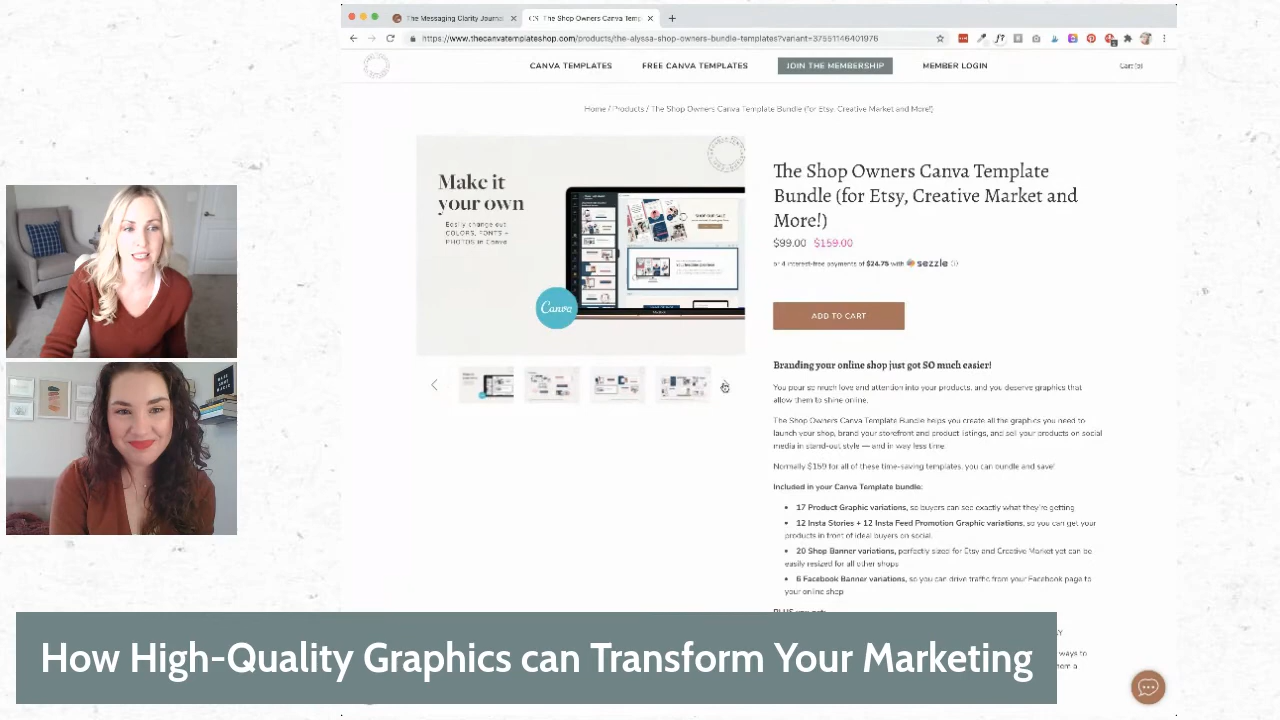 The Messaging Clarity Journal
The Shop Owners Canva Temp
https://www.thecanvatemplateshop.com/products/the-alyssa-shop-owners-bundle-templates?variant=37551146401976
CANVA TEMPLATES
FREE CANVA TEMPLATES
JOIN THE MEMBERSHIP
MEMBER LOGIN
Cart (0)
Home / Products / The Shop Owners Canva Template Bundle (for Etsy, Creative Market and More!)
Make it
your own
Easily change out
COLORS, FONTS +
PHOTOS in Canva
Canva
The Shop Owners Canva Template
Bundle (for Etsy, Creative Market and
More!)
$99.00 $159.00
or 4 interest-free payments of $24.75 with sezzle
ADD TO CART
Branding your online shop just got SO much easier!
You pour so much love and attention into your products, and you deserve graphics that
allow them to shine online.
The Shop Owners Canva Template Bundle helps you create all the graphics you need to
launch your shop, brand your storefront and product listings, and sell your products on social
media in stand-out style — and in way less time.
Normally $159 for all of these time-saving templates, you can bundle and save!
Included in your Canva Template bundle:
17 Product Graphic variations, so buyers can see exactly what they're getting
12 Insta Stories + 12 Insta Feed Promotion Graphic variations, so you can get your
products in front of ideal buyers on social.
20 Shop Banner variations, perfectly sized for Etsy and Creative Market yet can be
easily resized for all other shops
6 Facebook Banner variations, so you can drive traffic from your Facebook page to
your online shop
PLUS you get:
ways to
How High-Quality Graphics can Transform Your Marketing